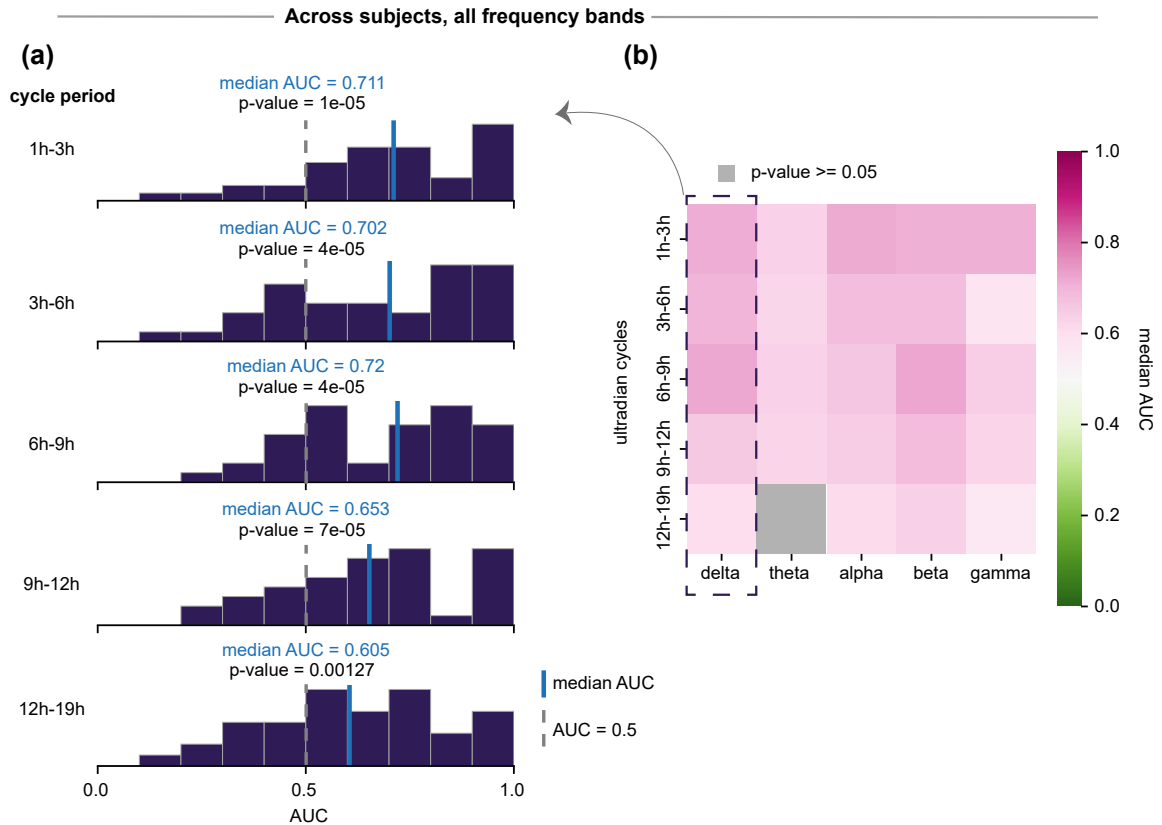 Across subjects, all frequency bands
(a)
cycle period
median AUC = 0.711
p-value = 1e-05
1h-3h
median AUC = 0.702
p-value = 4e-05
3h-6h
median AUC = 0.72
p-value = 4e-05
6h-9h
median AUC = 0.653
p-value = 7e-05
9h-12h
median AUC = 0.605
p-value = 0.00127
12h-19h
0.0 0.5 1.0
AUC
median AUC
AUC = 0.5
(b)
p-value >= 0.05
ultradian cycles
1h-3h
3h-6h
6h-9h
9h-12h
12h-19h
delta theta alpha beta gamma
1.0
0.8
0.6
0.4
0.2
0.0
median AUC